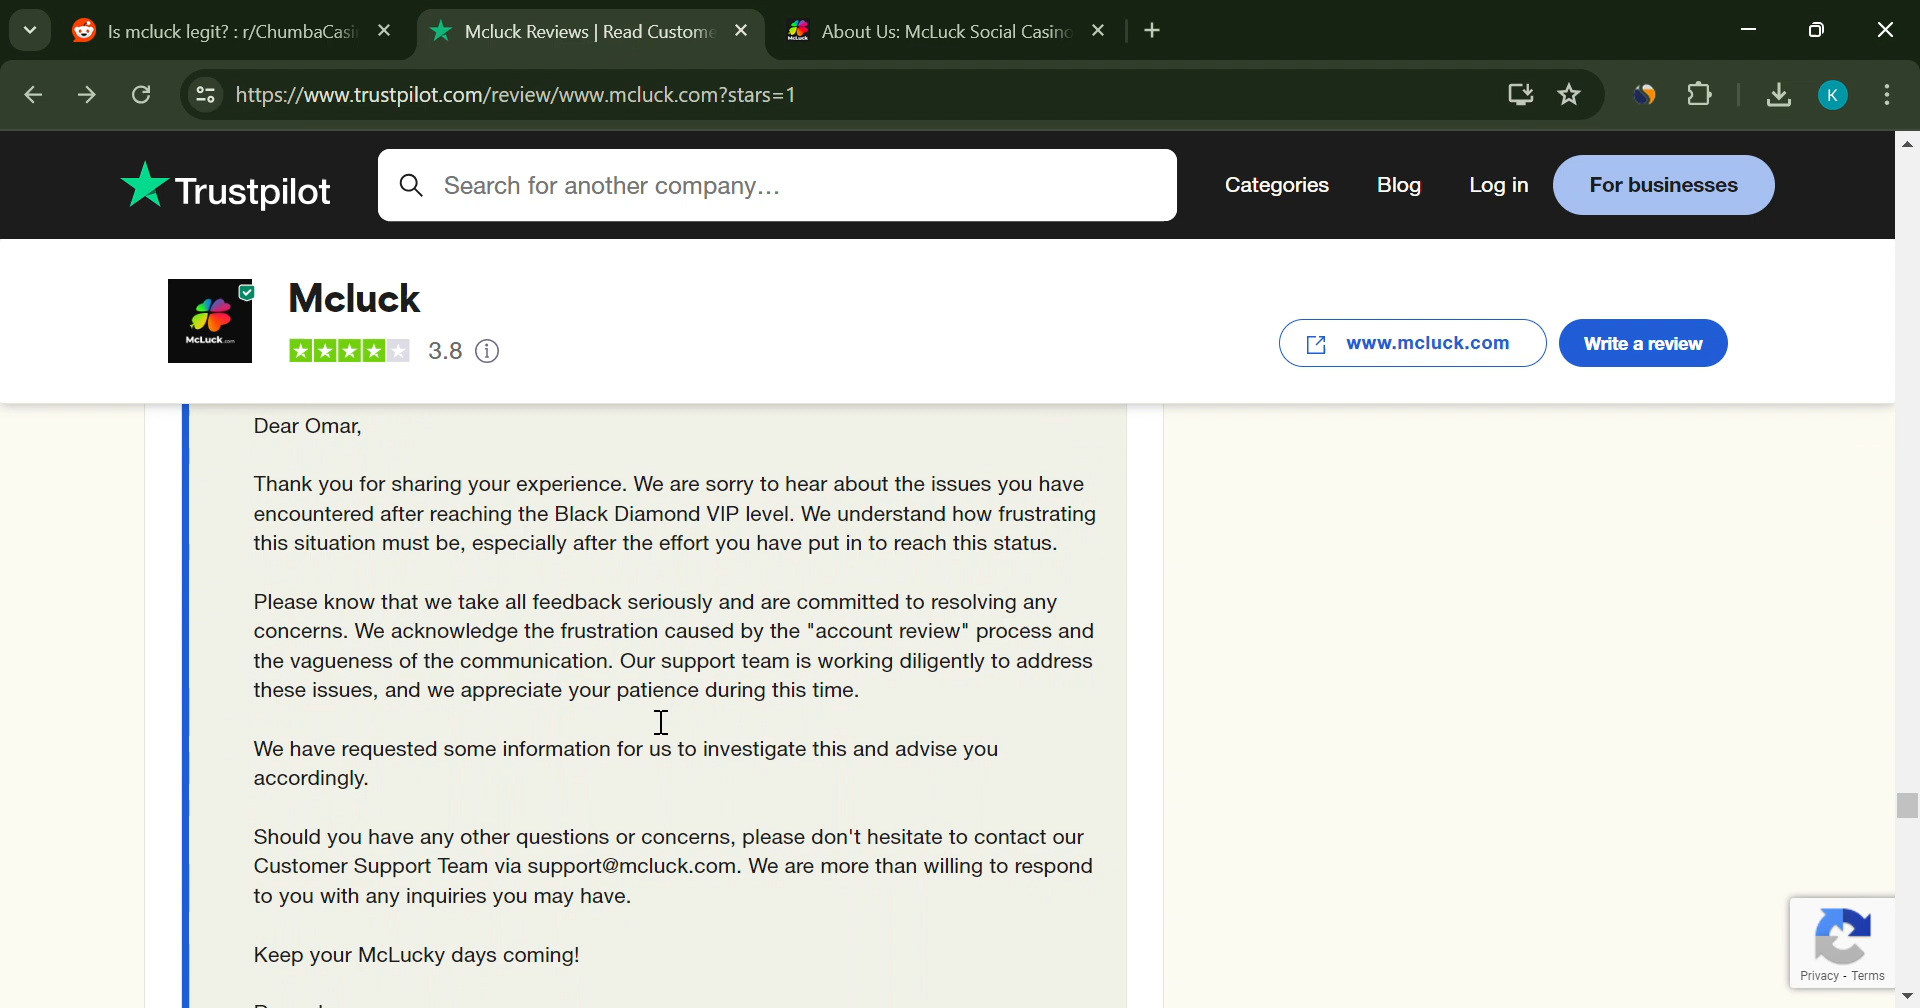 Is mcluck legit? : r/ChumbaCasi
Mcluck Reviews | Read Custome
About Us: McLuck Social Casino
https://www.trustpilot.com/review/www.mcluck.com?stars=1
K
Trustpilot
Search for another company...
Categories
Blog
Log in
For businesses
McLuck.com
Mcluck
3.8
www.mcluck.com
Write a review
Dear Omar,
Thank you for sharing your experience. We are sorry to hear about the issues you have
encountered after reaching the Black Diamond VIP level. We understand how frustrating
this situation must be, especially after the effort you have put in to reach this status.
Please know that we take all feedback seriously and are committed to resolving any
concerns. We acknowledge the frustration caused by the "account review" process and
the vagueness of the communication. Our support team is working diligently to address
these issues, and we appreciate your patience during this time.
We have requested some information for us to investigate this and advise you
accordingly.
Should you have any other questions or concerns, please don't hesitate to contact our
Customer Support Team via support@mcluck.com. We are more than willing to respond
to you with any inquiries you may have.
Keep your McLucky days coming!
Privacy - Terms